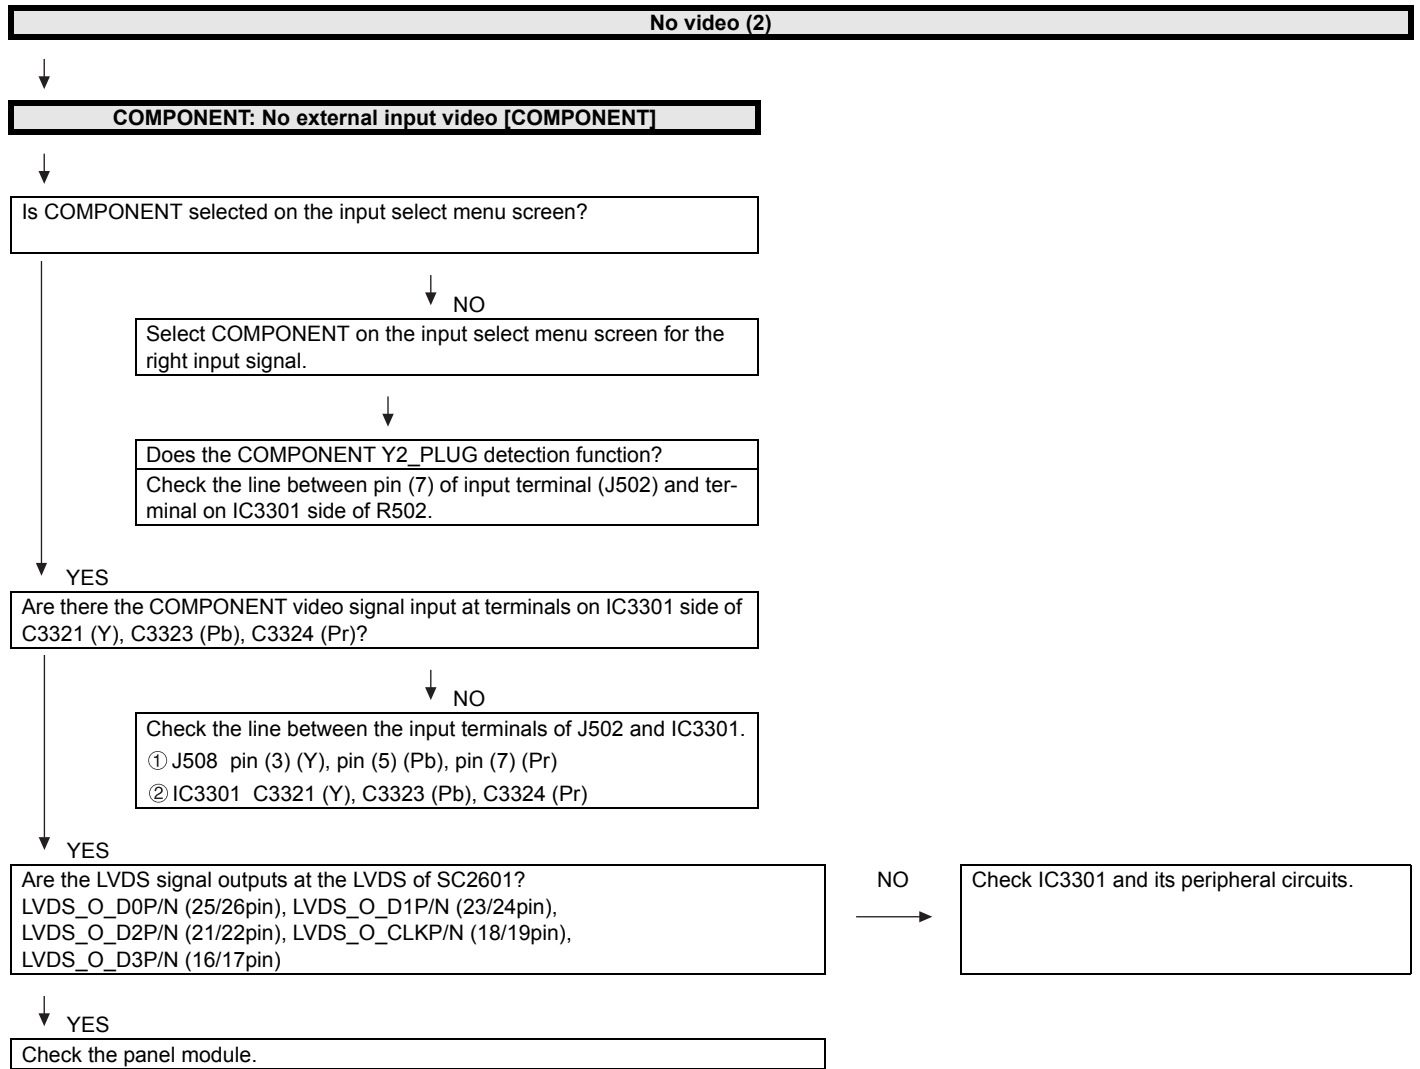 No video (2)
COMPONENT: No external input video [COMPONENT]
Is COMPONENT selected on the input select menu screen?
NO
Select COMPONENT on the input select menu screen for the
right input signal.
Does the COMPONENT Y2_PLUG detection function?
Check the line between pin (7) of input terminal (J502) and ter-
minal on IC3301 side of R502.
YES
Are there the COMPONENT video signal input at terminals on IC3301 side of
C3321 (Y), C3323 (Pb), C3324 (Pr)?
NO
Check the line between the input terminals of J502 and IC3301.
① J508 pin (3) (Y), pin (5) (Pb), pin (7) (Pr)
② IC3301 C3321 (Y), C3323 (Pb), C3324 (Pr)
YES
Are the LVDS signal outputs at the LVDS of SC2601?
LVDS_O_D0P/N (25/26pin), LVDS_O_D1P/N (23/24pin),
LVDS_O_D2P/N (21/22pin), LVDS_O_CLKP/N (18/19pin),
LVDS_O_D3P/N (16/17pin)
NO
Check IC3301 and its peripheral circuits.
YES
Check the panel module.